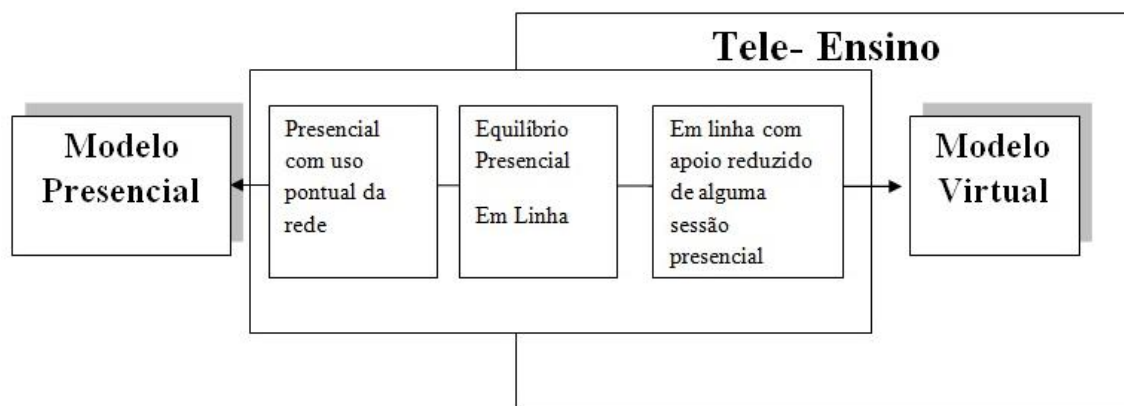 Tele- Ensino
Modelo
Presencial
Presencial
com uso
pontual da
rede
Equilíbrio
Presencial
Em Linha
Em linha com
apoio reduzido
de alguma
sessão
presencial
Modelo
Virtual